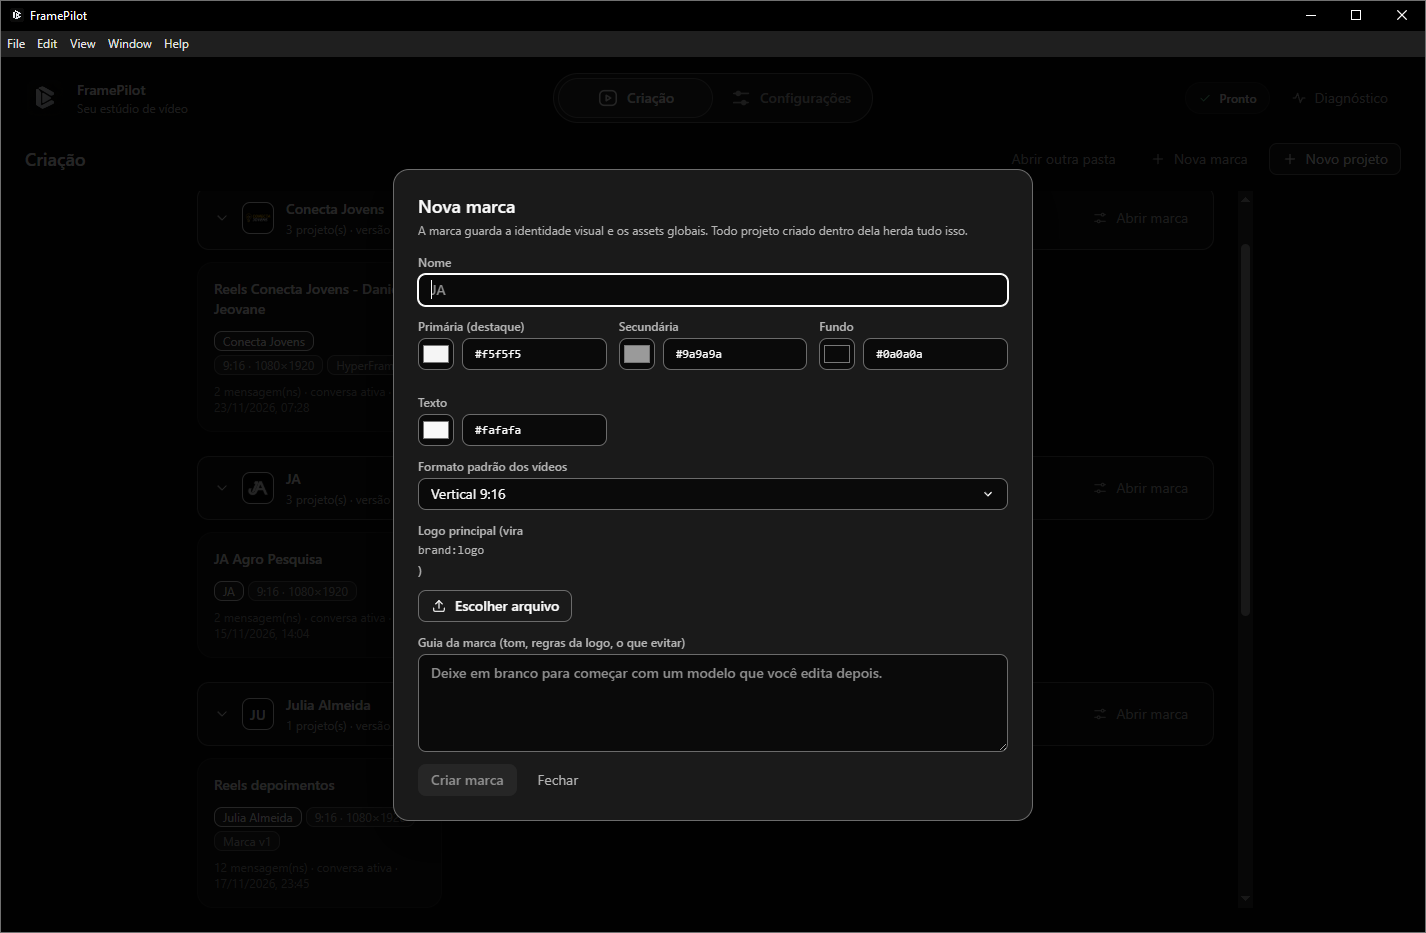 FramePilot
File Edit View Window Help
FramePilot
Seu estúdio de vídeo
Criação
Configurações
Pronto
Diagnóstico
Criação
Abrir outra pasta
+ Nova marca
+ Novo projeto
Conecta Jovens
3 projeto(s) · versão
Abrir marca
Reels Conecta Jovens - Dani
Jeovane
Conecta Jovens
9:16 · 1080×1920
HyperFram
2 mensagem(ns) · conversa ativa ·
23/11/2026, 07:28
JA
JA
3 projeto(s) · versão
Abrir marca
JA Agro Pesquisa
JA
9:16 · 1080×1920
2 mensagem(ns) · conversa ativa ·
15/11/2026, 14:04
JU
Julia Almeida
1 projeto(s) · versão
Abrir marca
Reels depoimentos
Julia Almeida
9:16 · 1080×192
Marca v1
12 mensagem(ns) · conversa ativa ·
17/11/2026, 23:45
Nova marca
A marca guarda a identidade visual e os assets globais. Todo projeto criado dentro dela herda tudo isso.
Nome
JA
Primária (destaque)
#f5f5f5
Secundária
#9a9a9a
Fundo
#0a0a0a
Texto
#fafafa
Formato padrão dos vídeos
Vertical 9:16
Logo principal (vira
brand:logo
)
Escolher arquivo
Guia da marca (tom, regras da logo, o que evitar)
Deixe em branco para começar com um modelo que você edita depois.
Criar marca
Fechar